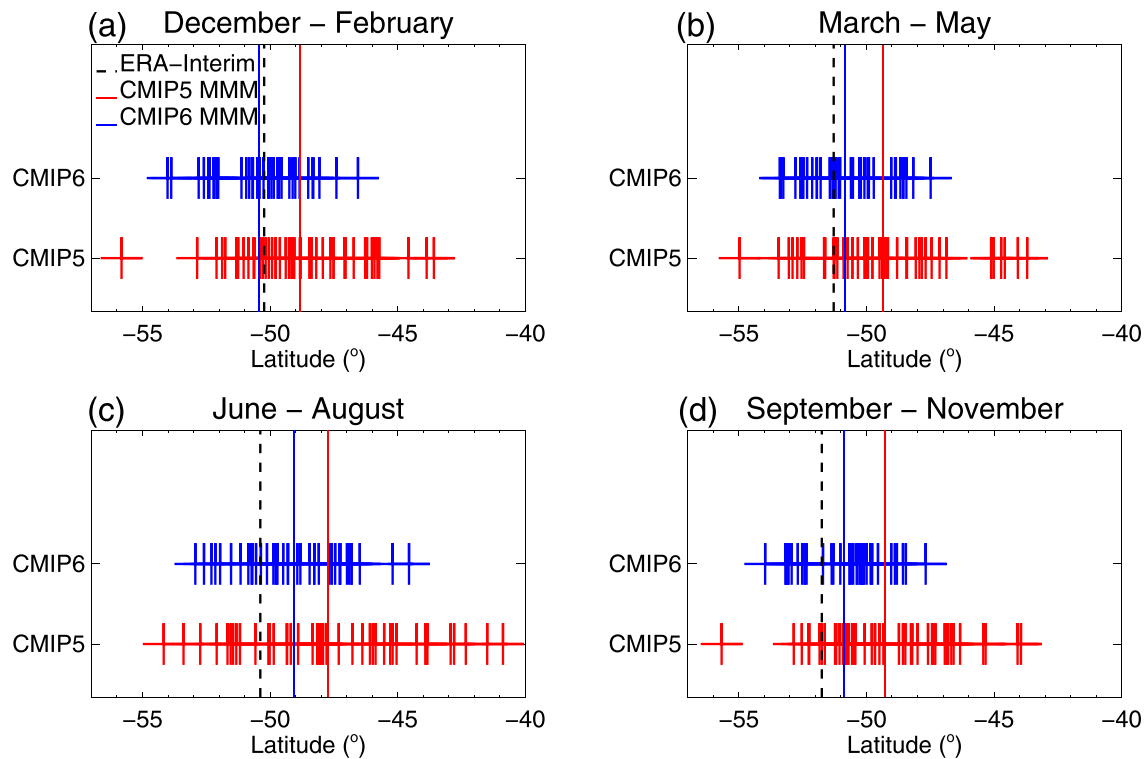 (a) December – February
ERA–Interim
CMIP5 MMM
CMIP6 MMM
CMIP6
CMIP5
–55 –50 –45 –40
Latitude (º)
(b) March – May
CMIP6
CMIP5
–55 –50 –45 –40
Latitude (º)
(c) June – August
CMIP6
CMIP5
–55 –50 –45 –40
Latitude (º)
(d) September – November
CMIP6
CMIP5
–55 –50 –45 –40
Latitude (º)